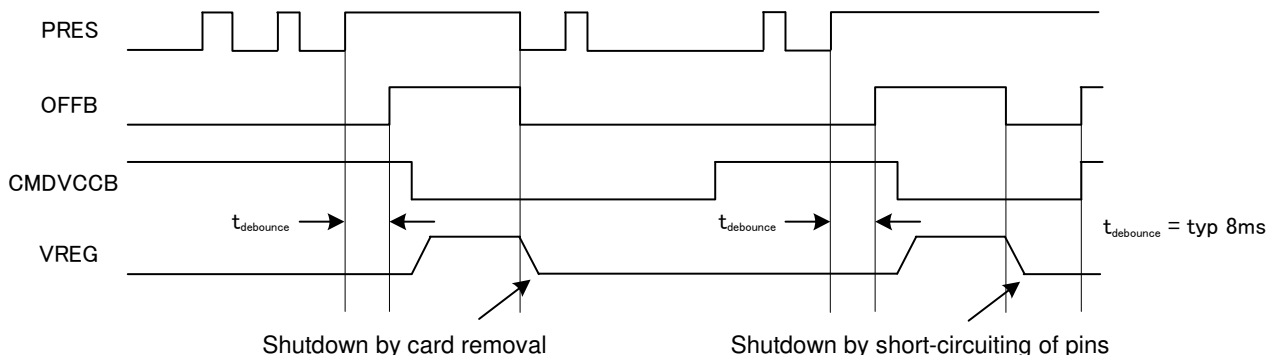 PRES
OFFB
CMDVCCB
tdebounce
tdebounce
tdebounce = typ 8ms
VREG
Shutdown by card removal
Shutdown by short-circuiting of pins